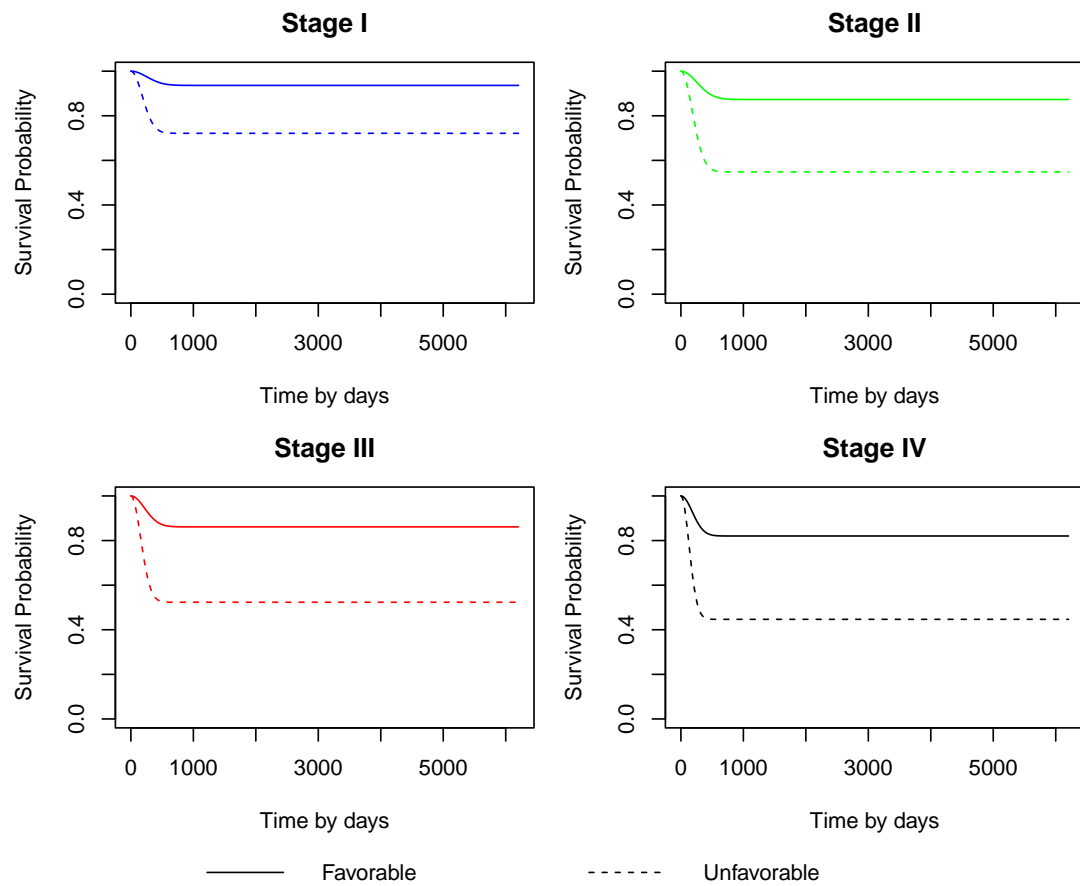 Stage I
Survival Probability
0.0 0.4 0.8
0 1000 3000 5000
Time by days
Stage II
Survival Probability
0.0 0.4 0.8
0 1000 3000 5000
Time by days
Stage III
Survival Probability
0.0 0.4 0.8
0 1000 3000 5000
Time by days
Stage IV
Survival Probability
0.0 0.4 0.8
0 1000 3000 5000
Time by days
Favorable Unfavorable